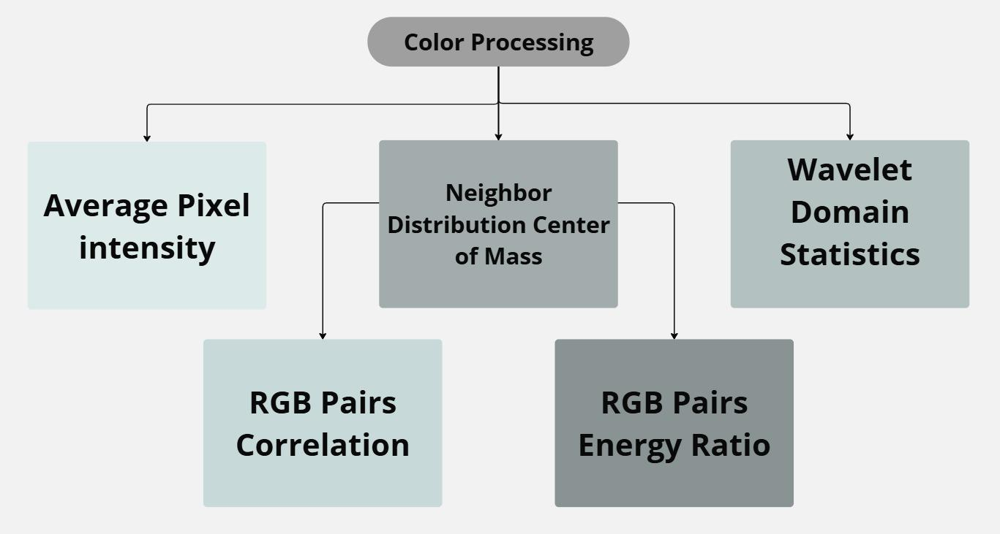 Color Processing
Average Pixel
intensity
Neighbor
Distribution Center
of Mass
Wavelet
Domain
Statistics
RGB Pairs
Correlation
RGB Pairs
Energy Ratio